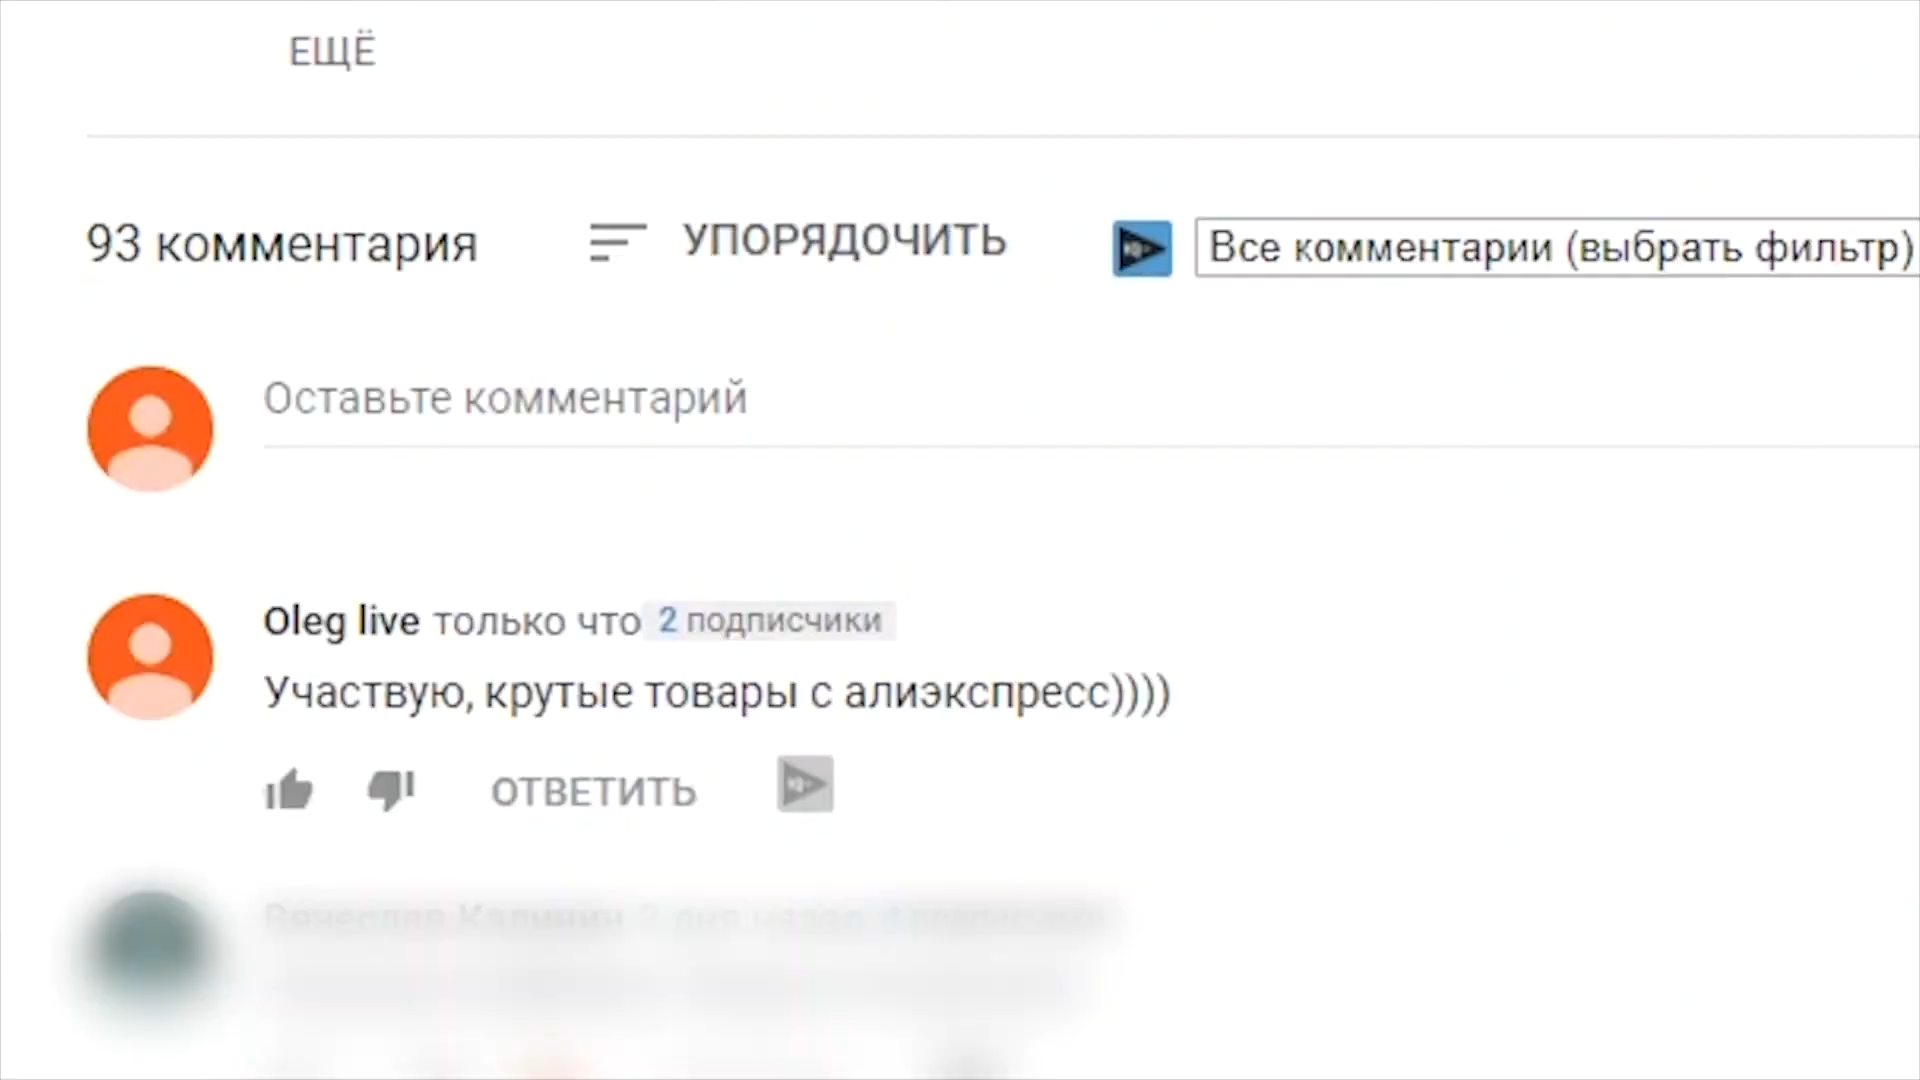 ЕЩЁ
93 комментария УПОРЯДОЧИТЬ Все комментарии (выбрать фильтр)
Оставьте комментарий
Oleg live только что 2 подписчики
Участвую, крутые товары с алиэкспресс))))
ОТВЕТИТЬ